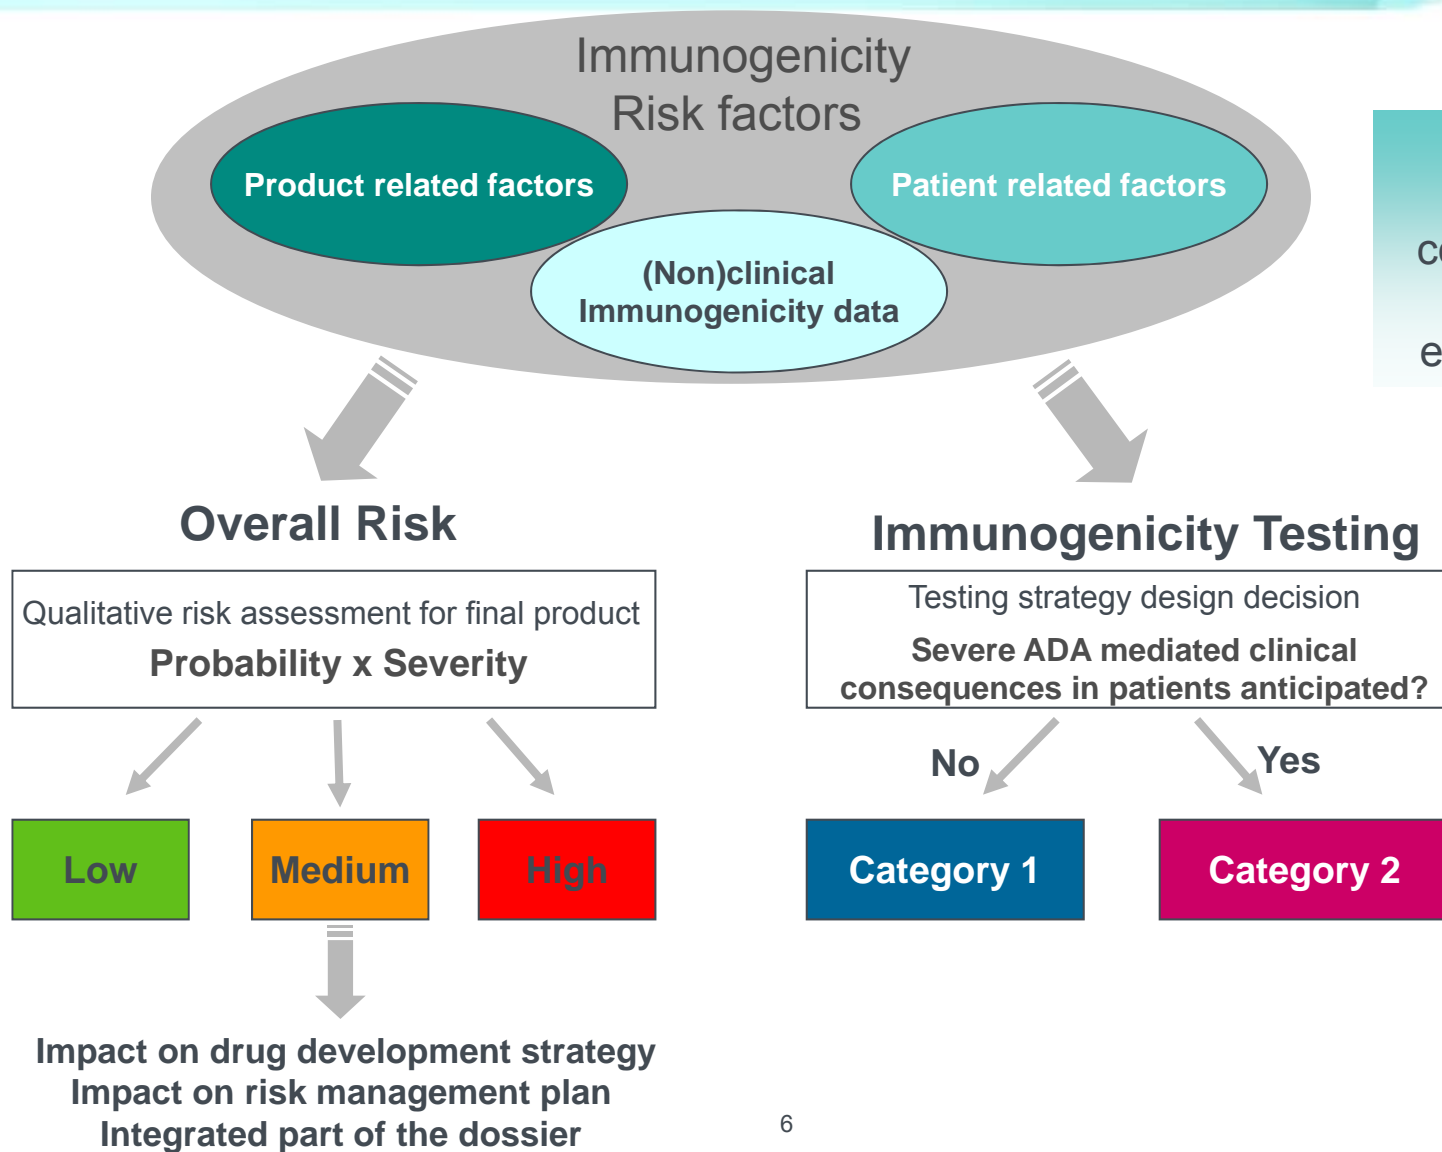 Immunogenicity
Risk factors
Product related factors
Patient related factors
(Non)clinical
Immunogenicity data
Overall Risk
Qualitative risk assessment for final product
Probability x Severity
Low
Medium
High
Impact on drug development strategy
Impact on risk management plan
Integrated part of the dossier
Immunogenicity Testing
Testing strategy design decision
Severe ADA mediated clinical
consequences in patients anticipated?
No
Yes
Category 1
Category 2
6